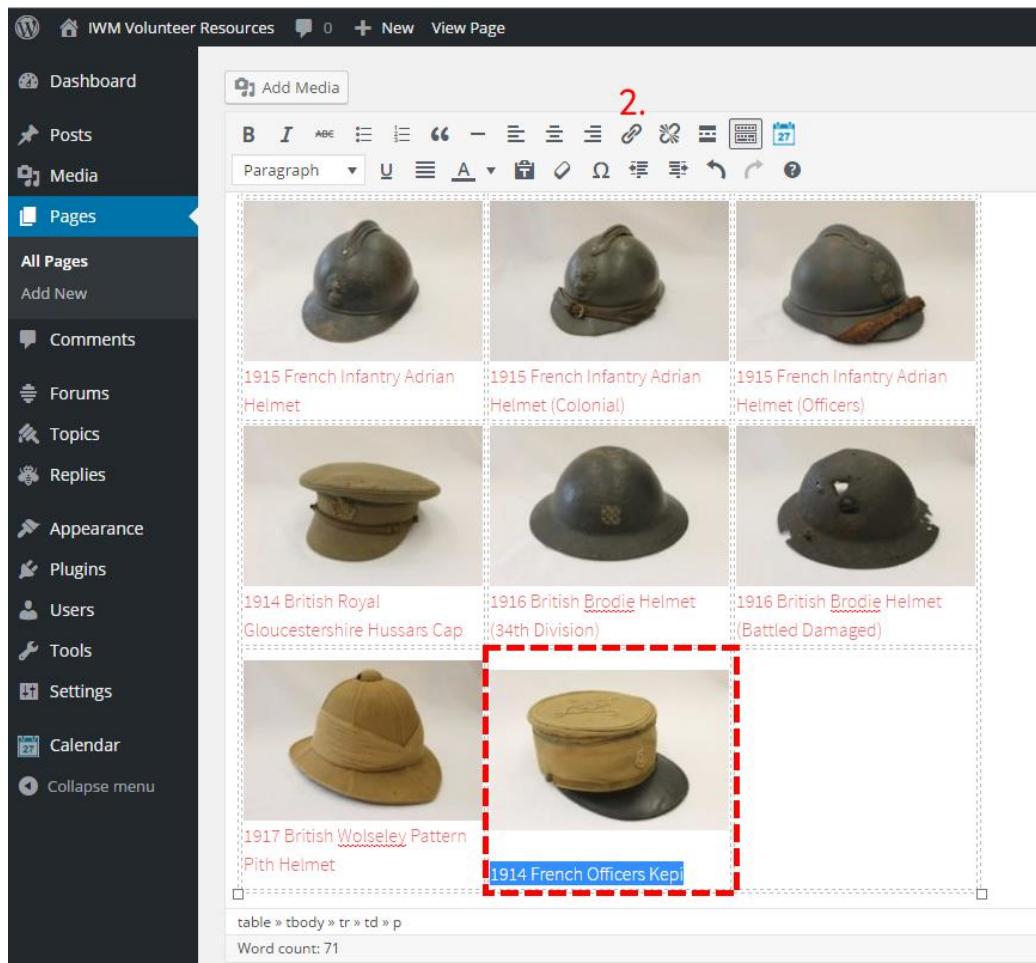 IWM Volunteer Resources 0 + New View Page
Dashboard
Posts
Media
Pages
All Pages
Add New
Comments
Forums
Topics
Replies
Appearance
Plugins
Users
Tools
Settings
27 Calendar
Collapse menu
Add Media
2.
B I ABC 27
Paragraph U A T Ω ?
1915 French Infantry Adrian
Helmet
1915 French Infantry Adrian
Helmet (Colonial)
1915 French Infantry Adrian
Helmet (Officers)
1914 British Royal
Gloucestershire Hussars Cap
1916 British Brodie Helmet
(34th Division)
1916 British Brodie Helmet
(Battled Damaged)
1917 British Wolseley Pattern
Pith Helmet
1914 French Officers Kepi
table » tbody » tr » td » p
Word count: 71